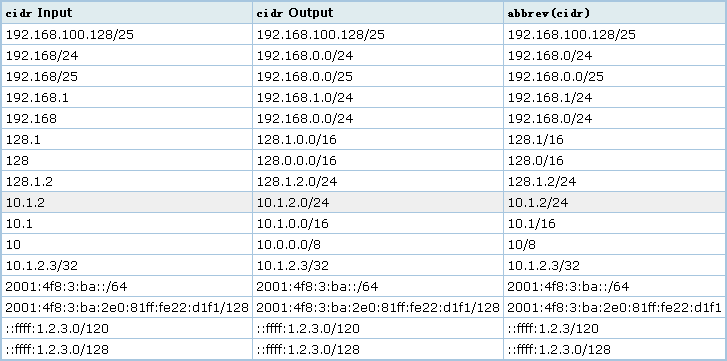 cidr Input cidr Output abbrev(cidr)
192.168.100.128/25 192.168.100.128/25 192.168.100.128/25
192.168/24 192.168.0.0/24 192.168.0/24
192.168/25 192.168.0.0/25 192.168.0.0/25
192.168.1 192.168.1.0/24 192.168.1/24
192.168 192.168.0.0/24 192.168.0/24
128.1 128.1.0.0/16 128.1/16
128 128.0.0.0/16 128.0/16
128.1.2 128.1.2.0/24 128.1.2/24
10.1.2 10.1.2.0/24 10.1.2/24
10.1 10.1.0.0/16 10.1/16
10 10.0.0.0/8 10/8
10.1.2.3/32 10.1.2.3/32 10.1.2.3/32
2001:4f8:3:ba::/64 2001:4f8:3:ba::/64 2001:4f8:3:ba::/64
2001:4f8:3:ba:2e0:81ff:fe22:d1f1/128 2001:4f8:3:ba:2e0:81ff:fe22:d1f1/128 2001:4f8:3:ba:2e0:81ff:fe22:d1f1
::ffff:1.2.3.0/120 ::ffff:1.2.3.0/120 ::ffff:1.2.3/120
::ffff:1.2.3.0/128 ::ffff:1.2.3.0/128 ::ffff:1.2.3.0/128